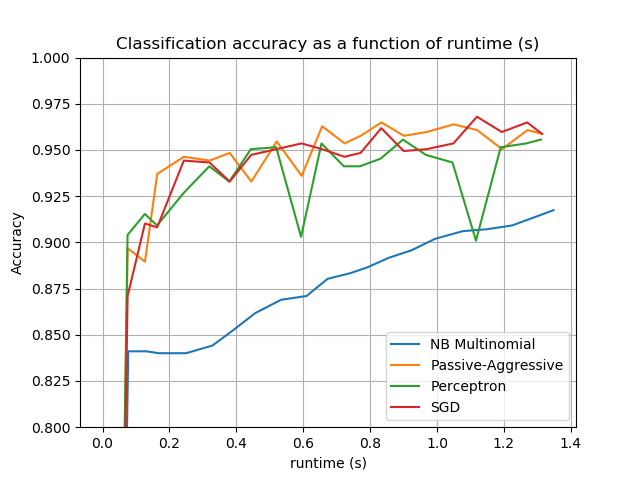 Classification accuracy as a function of runtime (s)
1.000
0.975
0.950
0.925
0.900
0.875
0.850
0.825
0.800
Accuracy
NB Multinomial
Passive-Aggressive
Perceptron
SGD
0.0 0.2 0.4 0.6 0.8 1.0 1.2 1.4
runtime (s)